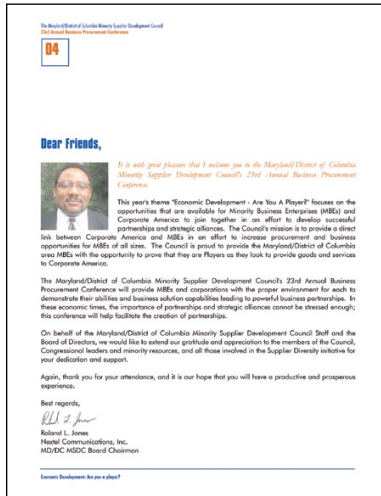 The Maryland/District of Columbia Minority Supplier Development Council
23rd Annual Business Procurement Conference
04
Dear Friends,
It is with great pleasure that I welcome you to the Maryland/District of Columbia
Minority Supplier Development Council's 23rd Annual Business Procurement
Conference.
This year's theme "Economic Development - Are You A Player?" focuses on the
opportunities that are available for Minority Business Enterprises (MBEs) and
Corporate America to join together in an effort to develop successful
partnerships and strategic alliances. The Council's mission is to provide a direct
link between Corporate America and MBEs in an effort to increase procurement and business
opportunities for MBEs of all sizes. The Council is proud to provide the Maryland/District of Columbia
area MBEs with the opportunity to prove that they are Players as they look to provide goods and services
to Corporate America.
The Maryland/District of Columbia Minority Supplier Development Council's 23rd Annual Business
Procurement Conference will provide MBEs and corporations with the proper environment for each to
demonstrate their abilities and business solution capabilities leading to powerful business partnerships. In
these economic times, the importance of partnerships and strategic alliances cannot be stressed enough;
this conference will help facilitate the creation of partnerships.
On behalf of the Maryland/District of Columbia Minority Supplier Development Council Staff and the
Board of Directors, we would like to extend our gratitude and appreciation to the members of the Council,
Congressional leaders and minority resources, and all those involved in the Supplier Diversity initiative for
your dedication and support.
Again, thank you for your attendance, and it is our hope that you will have a productive and prosperous
experience.
Best regards,
Roland L. Jones
Roland L. Jones
Nextel Communications, Inc.
MD/DC MSDC Board Chairman
Economic Development: Are you a player?